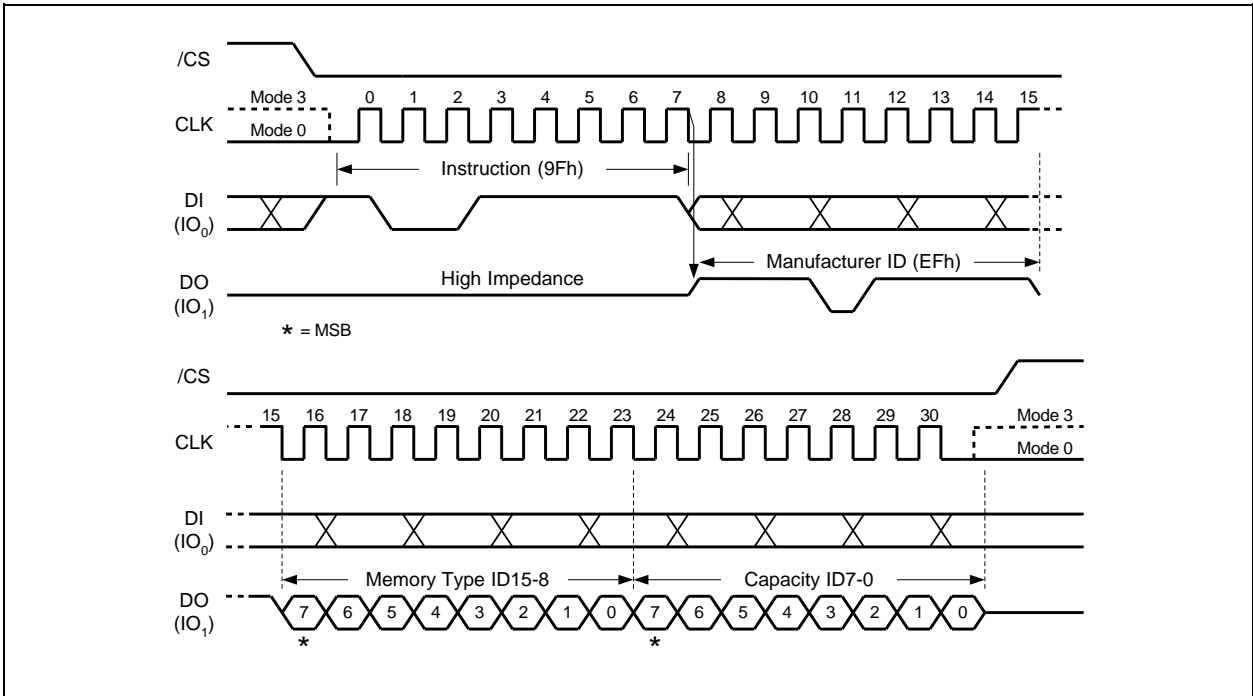 /CS
Mode 3 0 1 2 3 4 5 6 7 8 9 10 11 12 13 14 15
CLK
Mode 0
Instruction (9Fh)
DI
(IO0)
Manufacturer ID (EFh)
High Impedance
DO
(IO1)
* = MSB
/CS
15 16 17 18 19 20 21 22 23 24 25 26 27 28 29 30 Mode 3
CLK
Mode 0
DI
(IO0)
Memory Type ID15-8 Capacity ID7-0
DO
(IO1)
7 6 5 4 3 2 1 0 7 6 5 4 3 2 1 0
* *